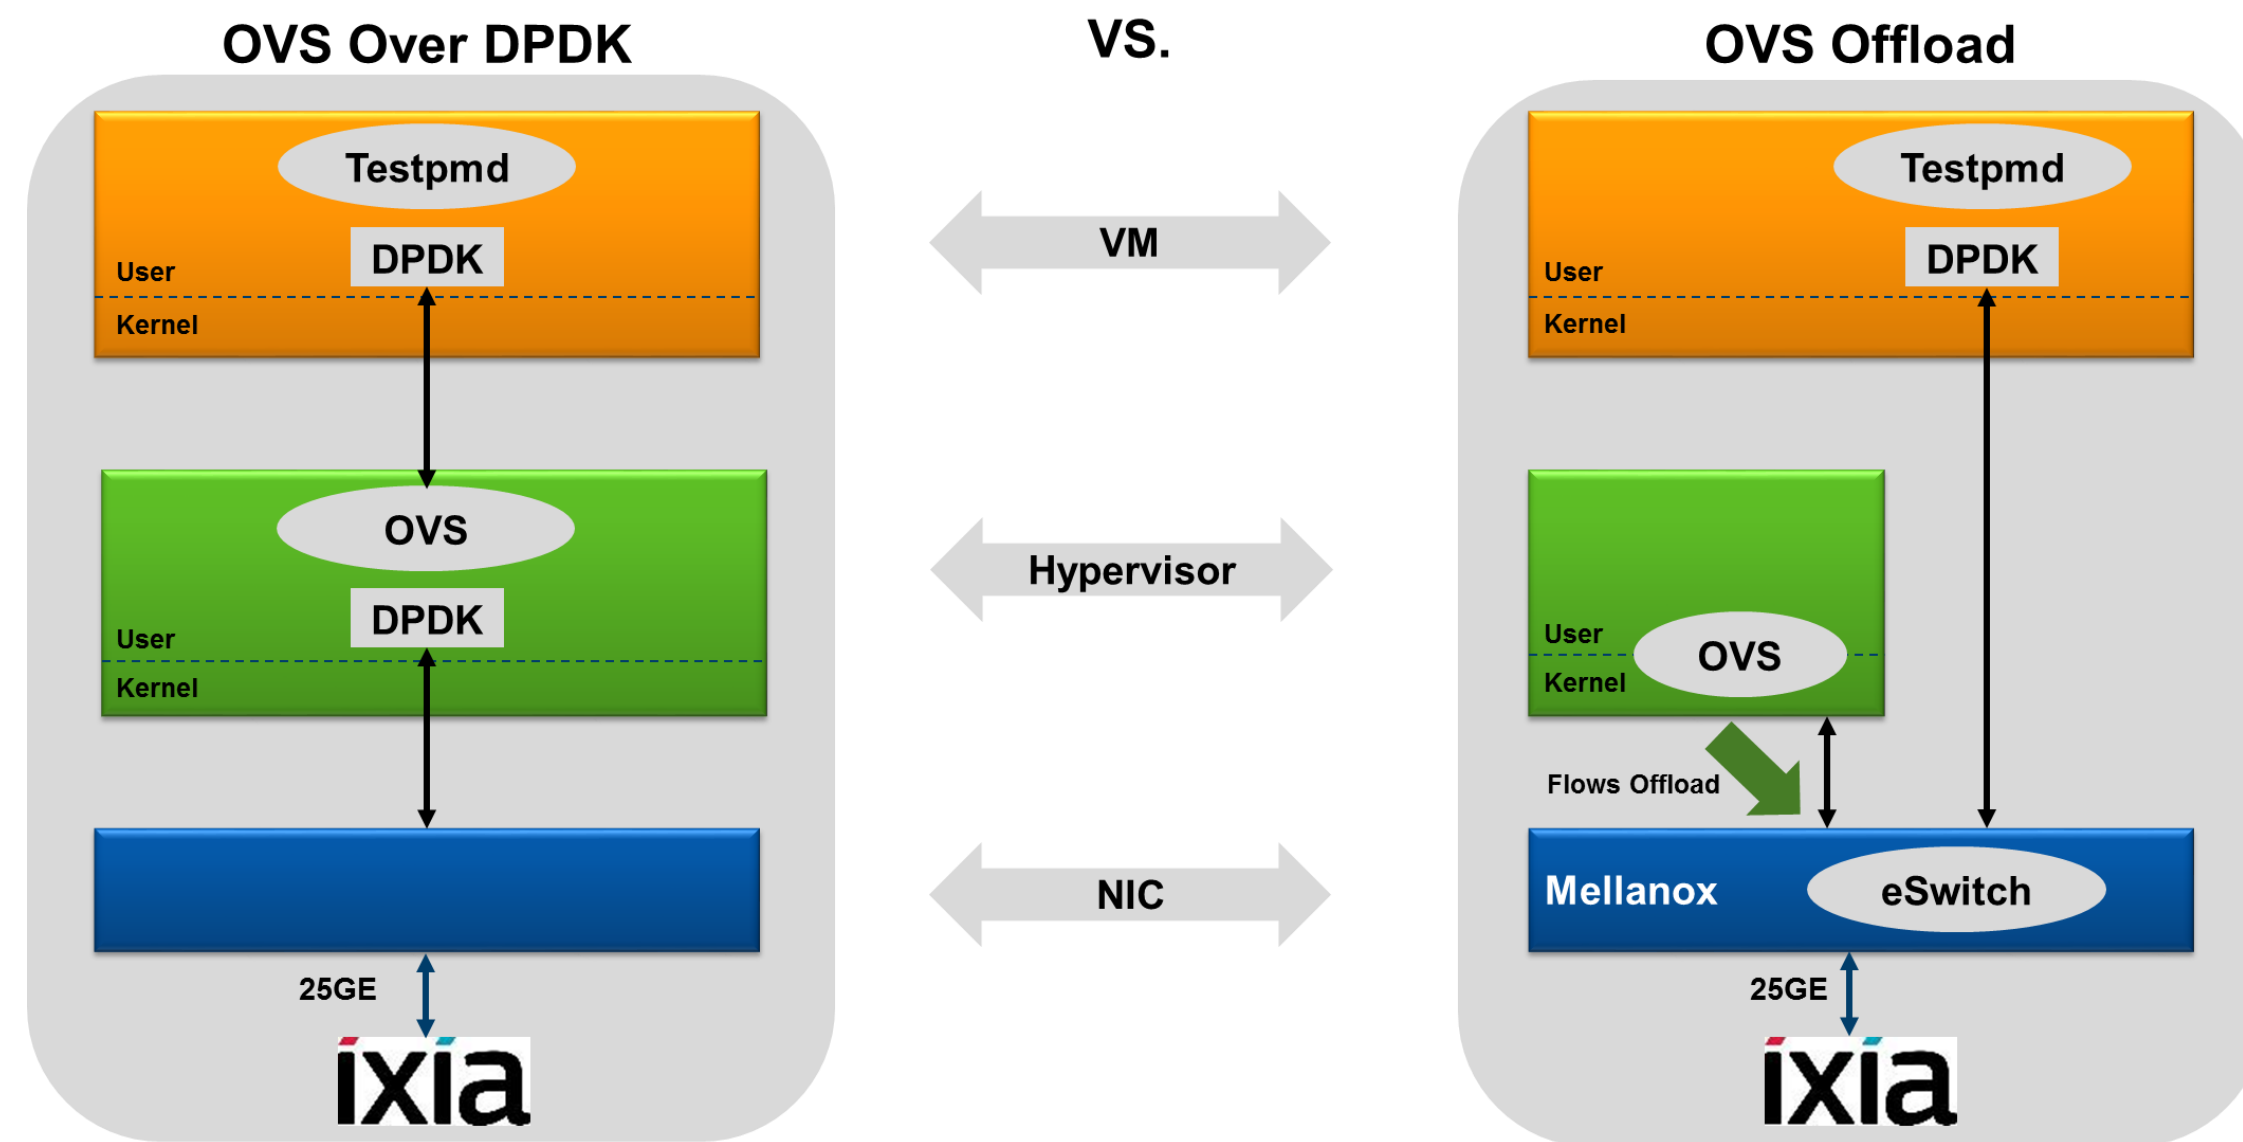 OVS Over DPDK
VS.
OVS Offload
Testpmd
DPDK
User
Kernel
VM
Testpmd
DPDK
User
Kernel
OVS
DPDK
User
Kernel
Hypervisor
User
OVS
Kernel
Flows Offload
NIC
Mellanox
eSwitch
25GE
ixia
25GE
ixia